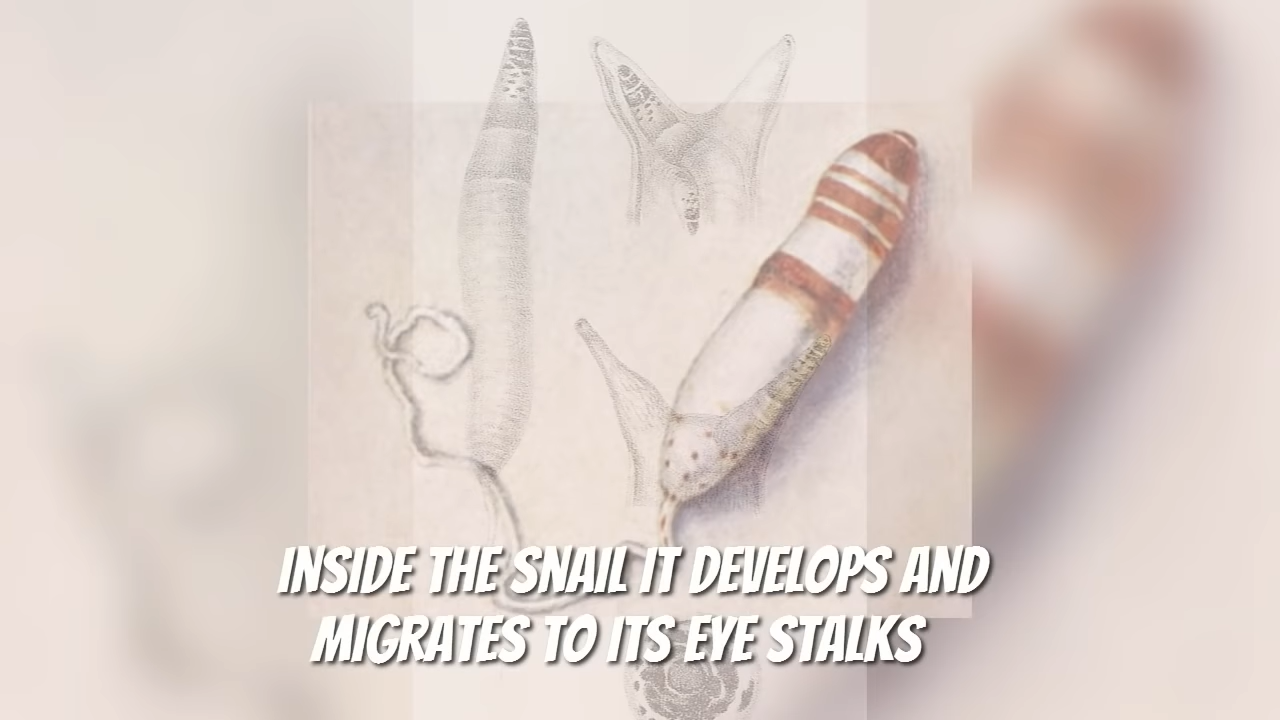 INSIDE THE SNAIL IT DEVELOPS AND
MIGRATES TO ITS EYE STALKS